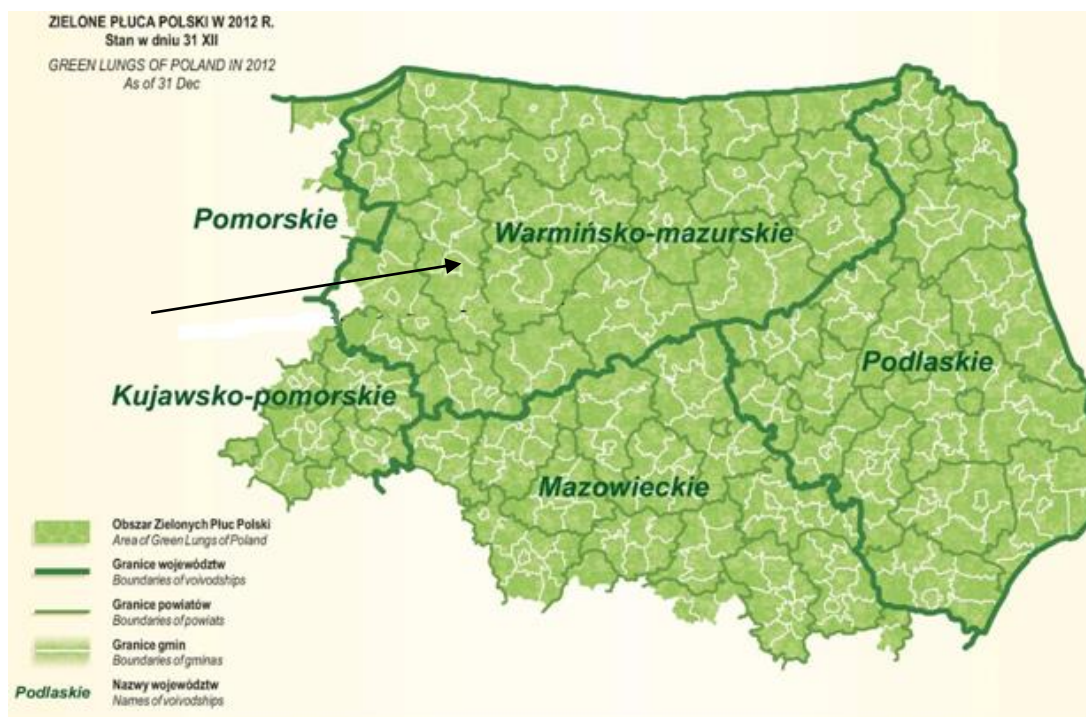 ZIELONE PŁUCA POLSKI W 2012 R.
Stan w dniu 31 XII
GREEN LUNGS OF POLAND IN 2012
As of 31 Dec
Pomorskie
Warmińsko-mazurskie
Podlaskie
Kujawsko-pomorskie
Mazowieckie
Obszar Zielonych Płuc Polski
Area of Green Lungs of Poland
Granice województw
Boundaries of voivodships
Granice powiatów
Boundaries of powiats
Granice gmin
Boundaries of gminas
Podlaskie
Nazwy województw
Names of voivodships